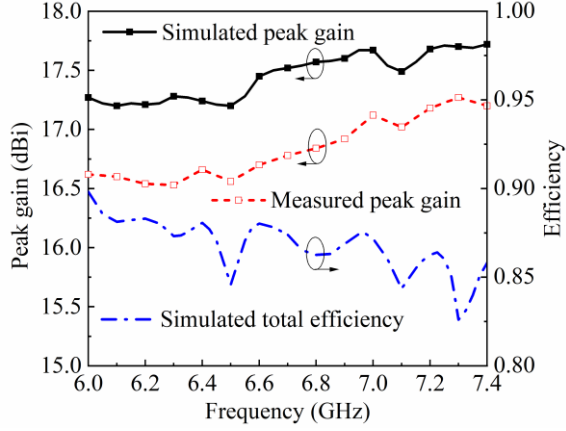 18.0
17.5
17.0
16.5
16.0
15.5
15.0
Peak gain (dBi)
Simulated peak gain
Measured peak gain
Simulated total efficiency
1.00
0.95
0.90
0.85
0.80
Efficiency
6.0 6.2 6.4 6.6 6.8 7.0 7.2 7.4
Frequency (GHz)